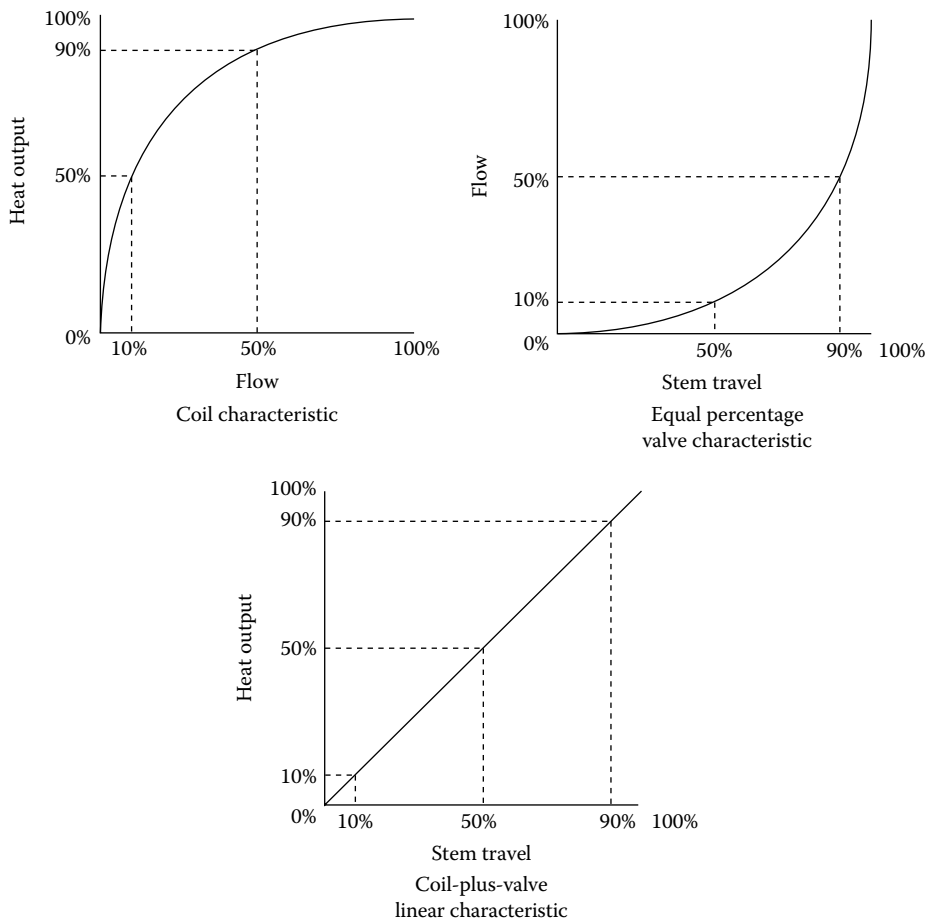 100%
90%
Heat output
50%
0%
10%
50%
100%
Flow
Coil characteristic
100%
Flow
50%
10%
0%
50%
90%
100%
Stem travel
Equal percentage
valve characteristic
100%
90%
Heat output
50%
10%
0%
10%
50%
90%
100%
Stem travel
Coil-plus-valve
linear characteristic